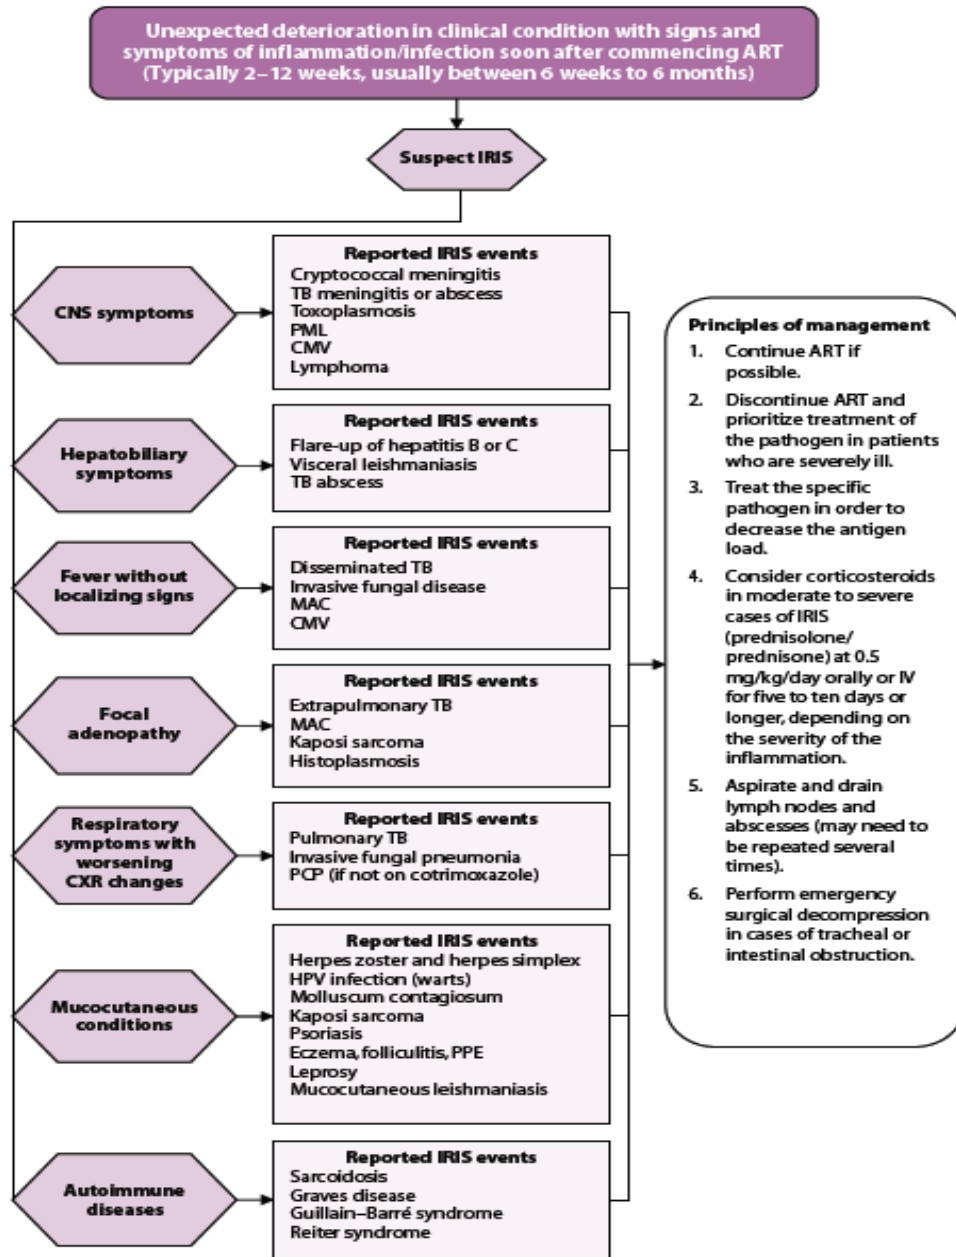 Unexpected deterioration in clinical condition with signs and
symptoms of inflammation/infection soon after commencing ART
(Typically 2–12 weeks, usually between 6 weeks to 6 months)
Suspect IRIS
CNS symptoms
Reported IRIS events
Cryptococcal meningitis
TB meningitis or abscess
Toxoplasmosis
PML
CMV
Lymphoma
Hepatobiliary
symptoms
Reported IRIS events
Flare-up of hepatitis B or C
Visceral leishmaniasis
TB abscess
Fever without
localizing signs
Reported IRIS events
Disseminated TB
Invasive fungal disease
MAC
CMV
Focal
adenopathy
Reported IRIS events
Extrapulmonary TB
MAC
Kaposi sarcoma
Histoplasmosis
Respiratory
symptoms with
worsening
CXR changes
Reported IRIS events
Pulmonary TB
Invasive fungal pneumonia
PCP (if not on cotrimoxazole)
Mucocutaneous
conditions
Reported IRIS events
Herpes zoster and herpes simplex
HPV infection (warts)
Molluscum contagiosum
Kaposi sarcoma
Psoriasis
Eczema, folliculitis, PPE
Leprosy
Mucocutaneous leishmaniasis
Autoimmune
diseases
Reported IRIS events
Sarcoidosis
Graves disease
Guillain–Barré syndrome
Reiter syndrome
Principles of management
1. Continue ART if
possible.
2. Discontinue ART and
prioritize treatment of
the pathogen in patients
who are severely ill.
3. Treat the specific
pathogen in order to
decrease the antigen
load.
4. Consider corticosteroids
in moderate to severe
cases of IRIS
(prednisolone/
prednisone) at 0.5
mg/kg/day orally or IV
for five to ten days or
longer, depending on
the severity of the
inflammation.
5. Aspirate and drain
lymph nodes and
abscesses (may need to
be repeated several
times).
6. Perform emergency
surgical decompression
in cases of tracheal or
intestinal obstruction.